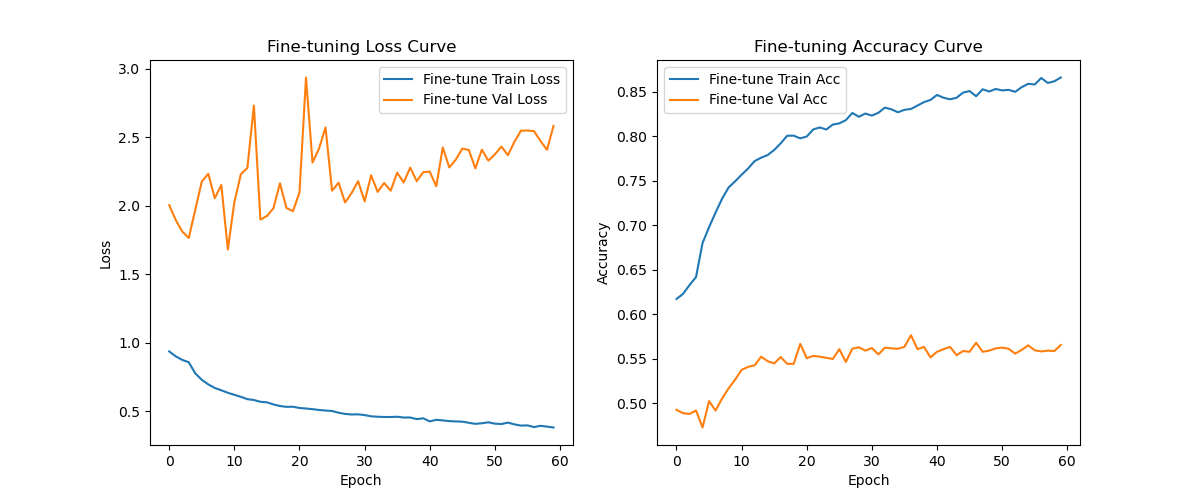 Fine-tuning Loss Curve
3.0
2.5
2.0
1.5
1.0
0.5
Loss
0 10 20 30 40 50 60
Epoch
Fine-tune Train Loss
Fine-tune Val Loss
Fine-tuning Accuracy Curve
0.85
0.80
0.75
0.70
0.65
0.60
0.55
0.50
Accuracy
0 10 20 30 40 50 60
Epoch
Fine-tune Train Acc
Fine-tune Val Acc